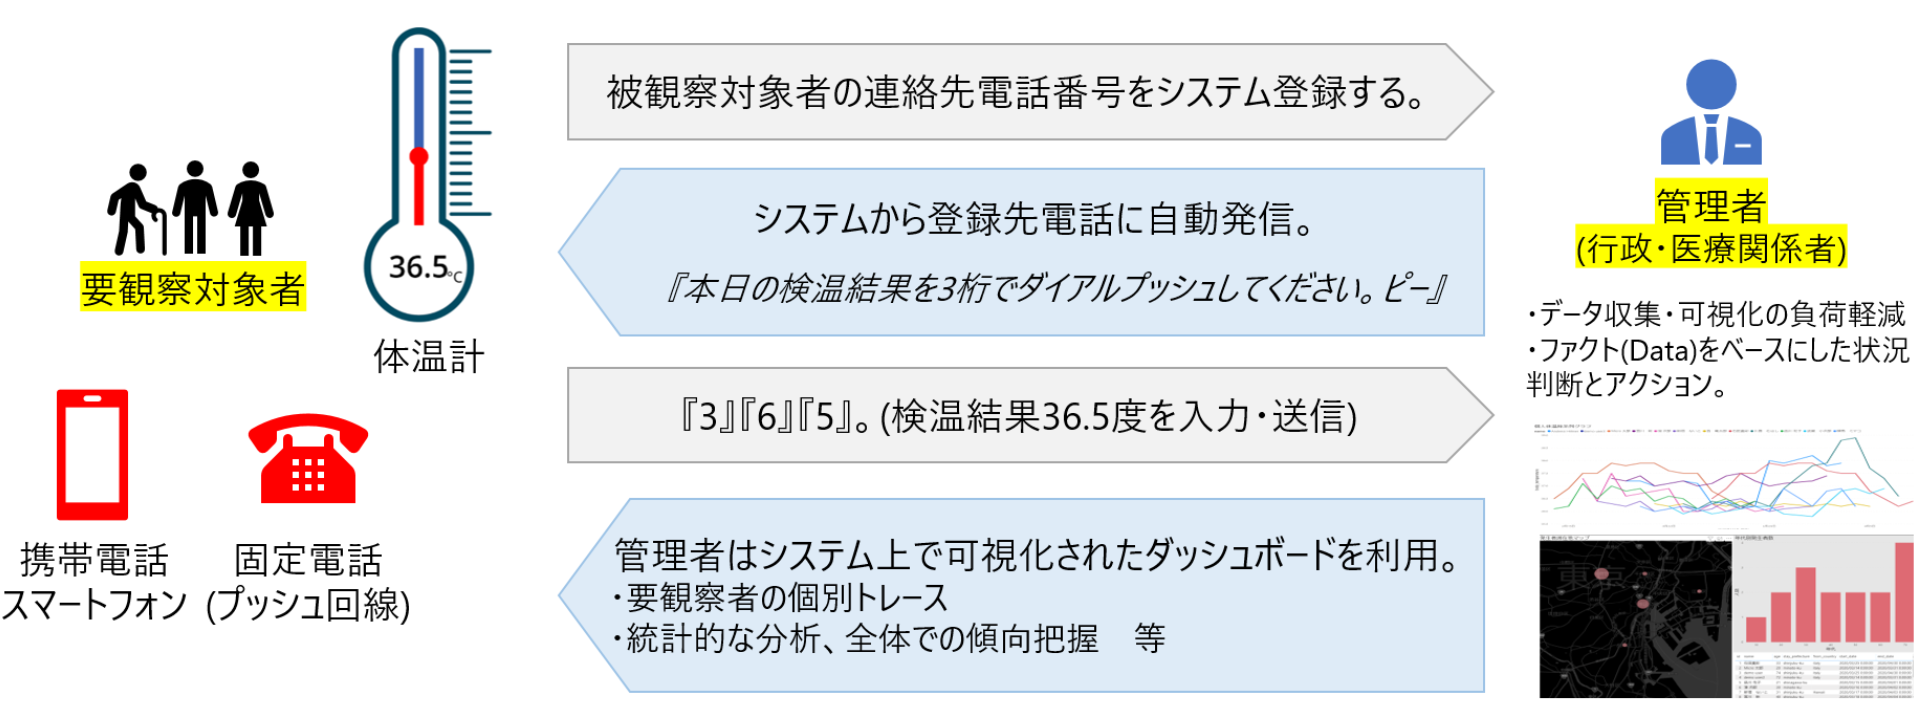 要観察対象者
36.5℃
体温計
携帯電話
スマートフォン
固定電話
(プッシュ回線)
被観察対象者の連絡先電話番号をシステム登録する。
システムから登録先電話に自動発信。
『本日の検温結果を3桁でダイアルプッシュしてください。ピー』
『3』『6』『5』。(検温結果36.5度を入力・送信)
管理者はシステム上で可視化されたダッシュボードを利用。
・要観察者の個別トレース
・統計的な分析、全体での傾向把握　等
管理者
(行政・医療関係者)
・データ収集・可視化の負荷軽減
・ファクト(Data)をベースにした状況
判断とアクション。
東京